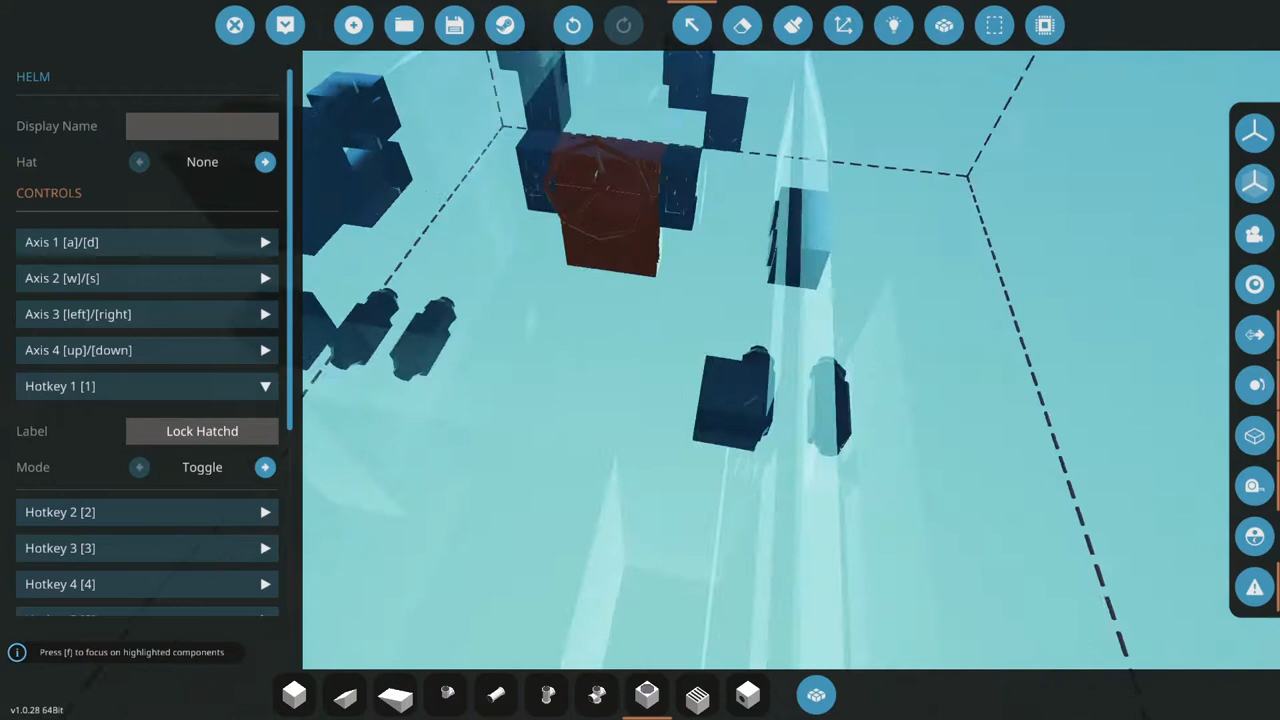 HELM
Display Name
Hat None
CONTROLS
Axis 1 [a]/[d]
Axis 2 [w]/[s]
Axis 3 [left]/[right]
Axis 4 [up]/[down]
Hotkey 1 [1]
Label Lock Hatchd
Mode Toggle
Hotkey 2 [2]
Hotkey 3 [3]
Hotkey 4 [4]
Press [f] to focus on highlighted components
v1.0.28 64Bit